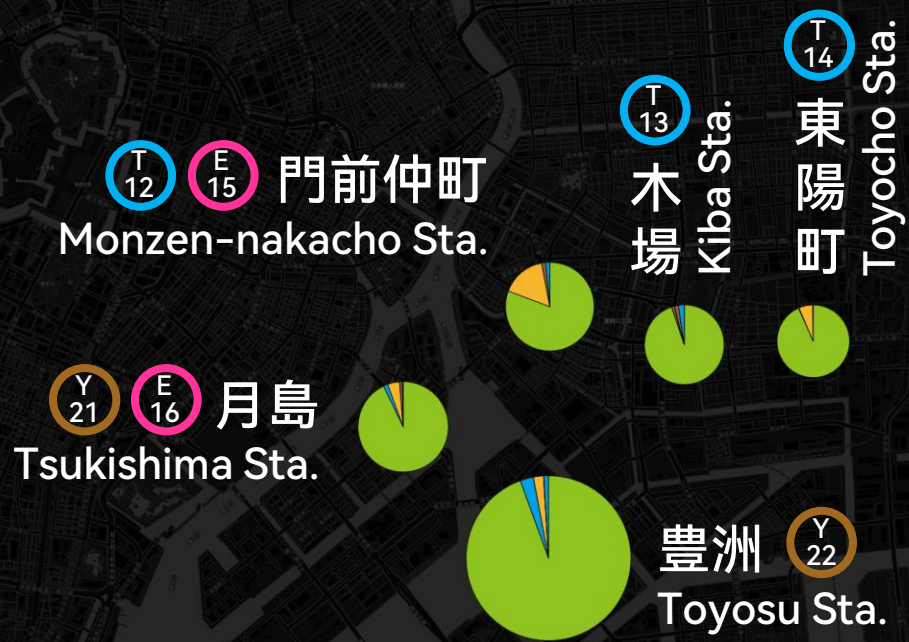 T
12
E
15
門前仲町
Monzen-nakacho Sta.
T
13
木場
Kiba Sta.
T
14
東陽町
Toyocho Sta.
Y
21
E
16
月島
Tsukishima Sta.
豊洲
Y
22
Toyosu Sta.